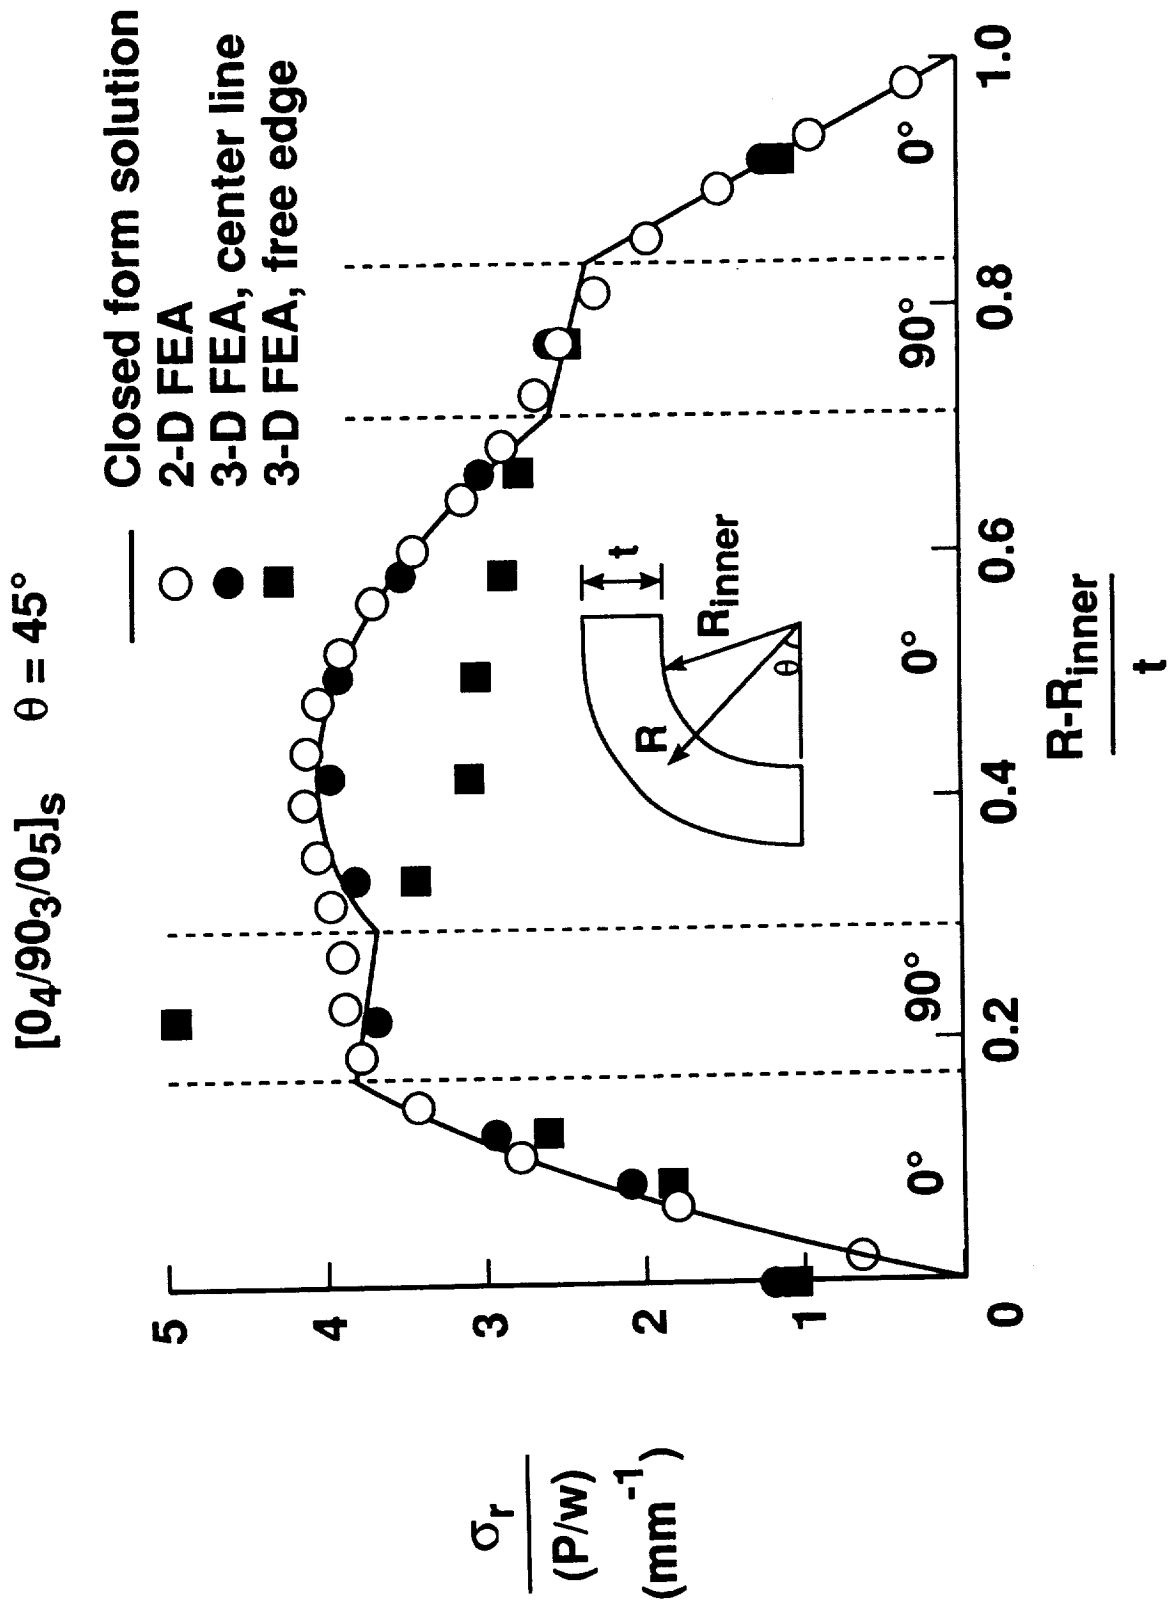 [0₄/90₃/0₅]ₛ θ = 45°
Closed form solution
2-D FEA
3-D FEA, center line
3-D FEA, free edge
σᵣ
(P/w)
(mm⁻¹)
5
4
3
2
1
0
0.2
0.4
0.6
0.8
1.0
0°
90°
0°
90°
0°
R
Rinner
t
θ
R-Rinner
t